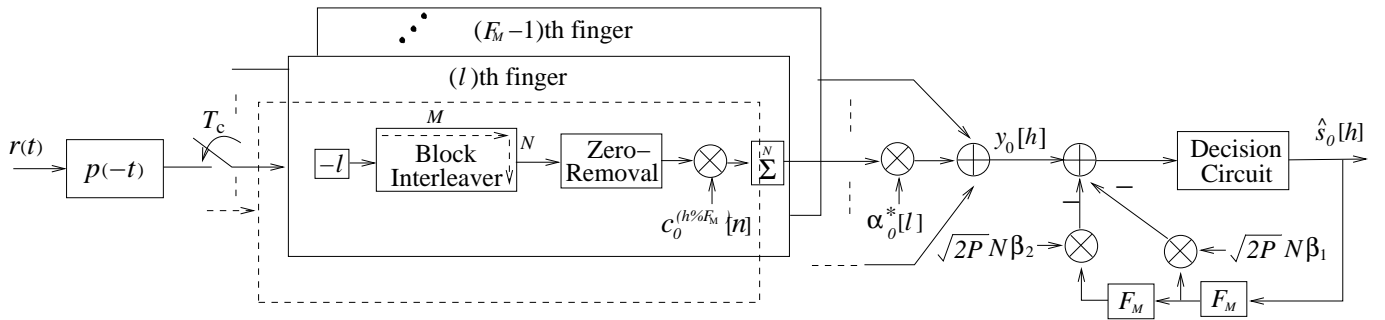 (F_M −1)th finger
(l)th finger
r(t)
p(−t)
T_c
−l
M
N
Block
Interleaver
Zero−
Removal
c_0^(h%F_M)[n]
N
Σ
α_0^*[l]
y_0[h]
Decision
Circuit
ŝ_0[h]
−
−
√2P Nβ_2
√2P Nβ_1
F_M
F_M